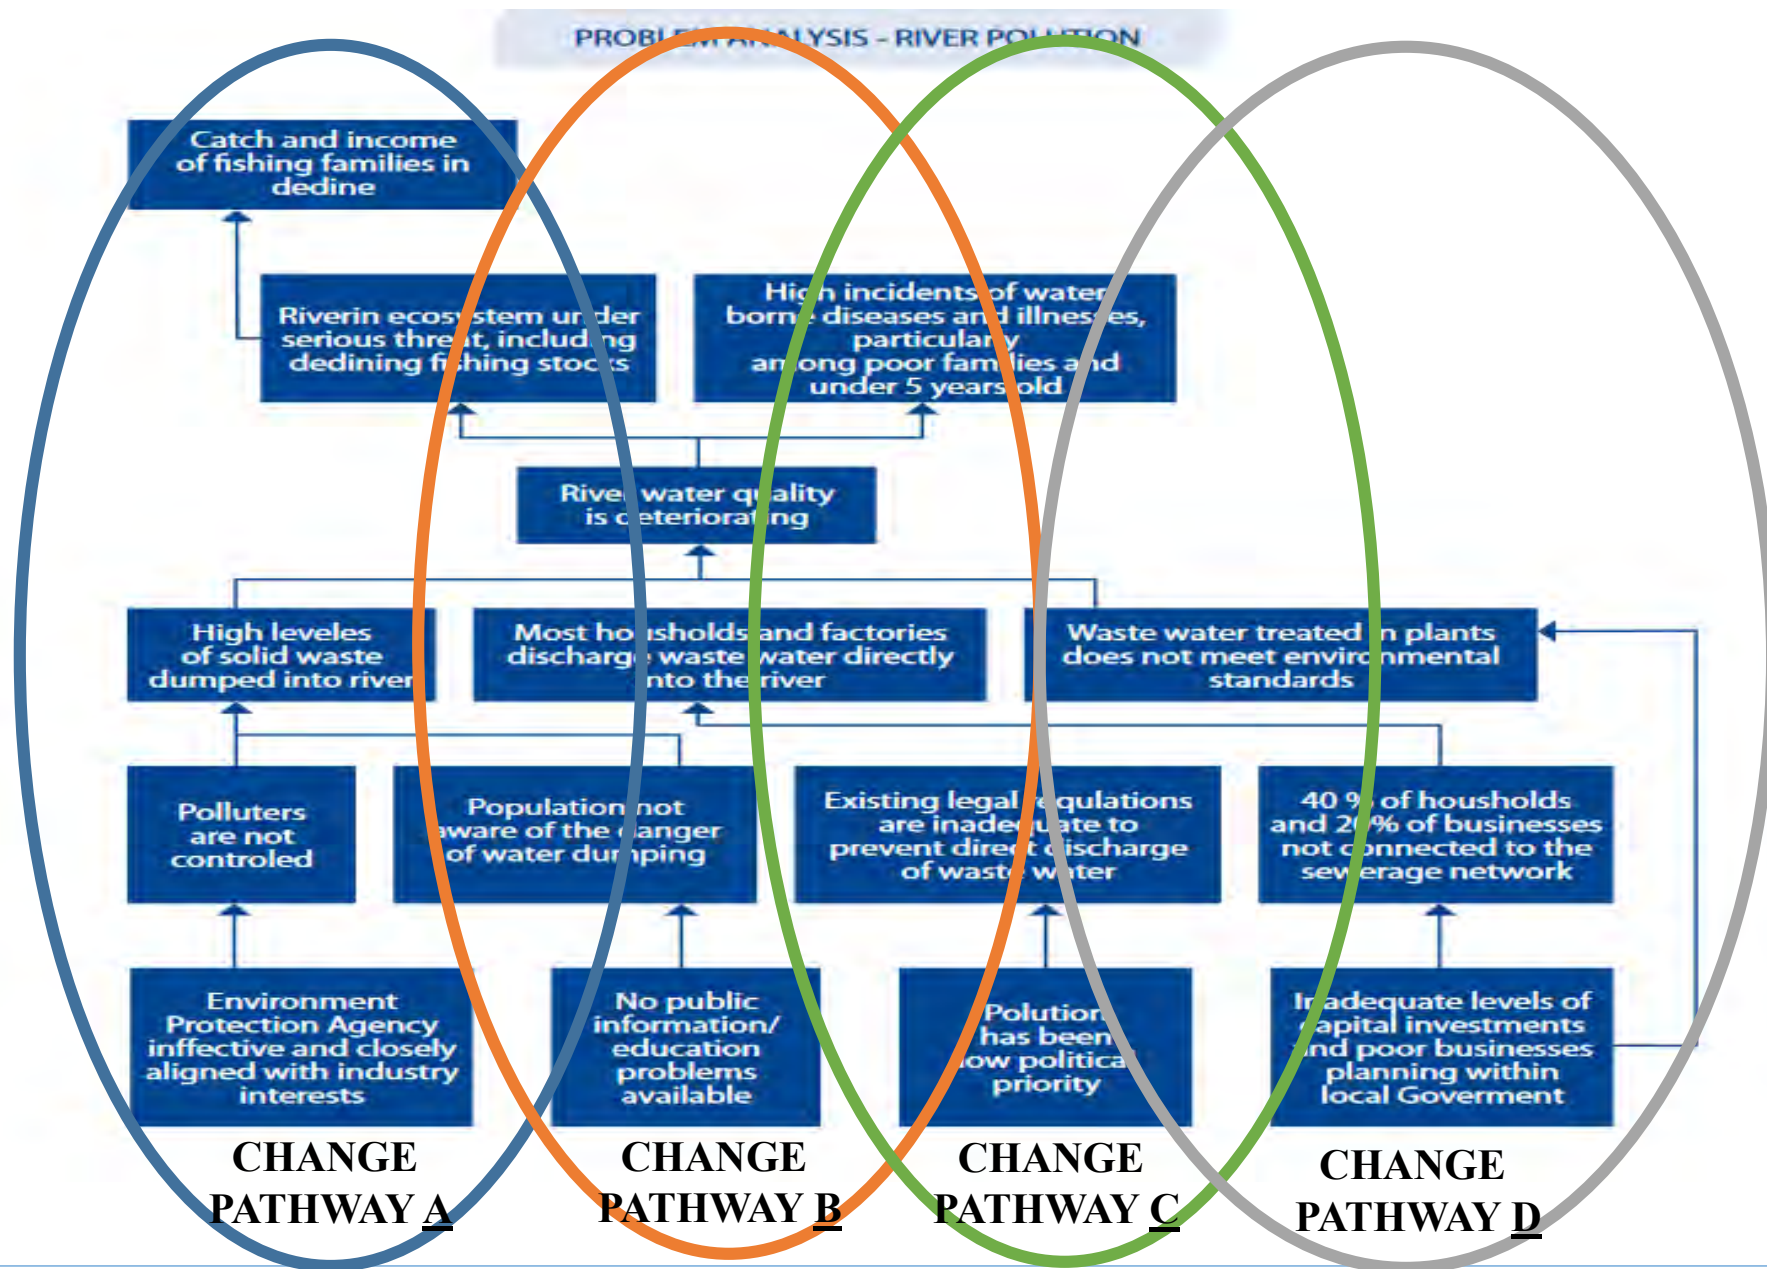 PROBLEM ANALYSIS - RIVER POLLUTION
Catch and income
of fishing families in
dedine
Riverin ecosystem under
serious threat, including
dedining fishing stocks
High incidents of water
borne diseases and illnesses,
particularly
among poor families and
under 5 years old
River water quality
is deteriorating
High leveles
of solid waste
dumped into river
Most housholds and factories
discharge waste water directly
into the river
Waste water treated in plants
does not meet environmental
standards
Polluters
are not
controled
Population not
aware of the danger
of water dumping
Existing legal requlations
are inadequate to
prevent direct discharge
of waste water
40 % of housholds
and 20% of businesses
not connected to the
sewerage network
Environment
Protection Agency
inffective and closely
aligned with industry
interests
No public
information/
education
problems
available
Polution
has been
low political
priority
Inadequate levels of
capital investments
and poor businesses
planning within
local Goverment
CHANGE
PATHWAY A
CHANGE
PATHWAY B
CHANGE
PATHWAY C
CHANGE
PATHWAY D